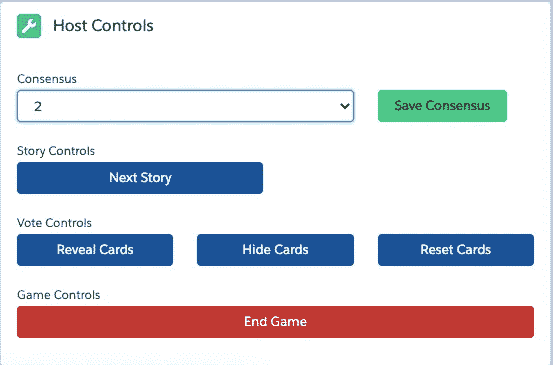 Host Controls
Consensus
2
Save Consensus
Story Controls
Next Story
Vote Controls
Reveal Cards
Hide Cards
Reset Cards
Game Controls
End Game